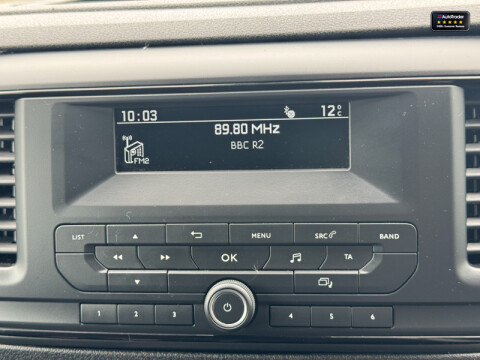 AutoTrader
10:03 12°C
89.80 MHz
BBC R2
FM2
LIST MENU SRC BAND
OK TA
1 2 3 4 5 6